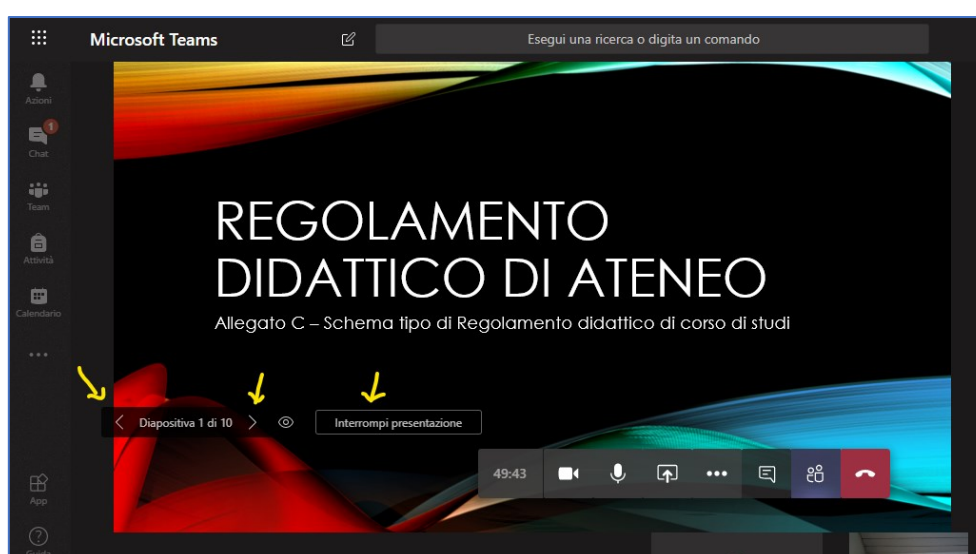 Microsoft Teams
Esegui una ricerca o digita un comando
Azioni
1
Chat
Team
Attività
Calendario
REGOLAMENTO
DIDATTICO DI ATENEO
Allegato C – Schema tipo di Regolamento didattico di corso di studi
Diapositiva 1 di 10
Interrompi presentazione
49:43
App
?
Guida